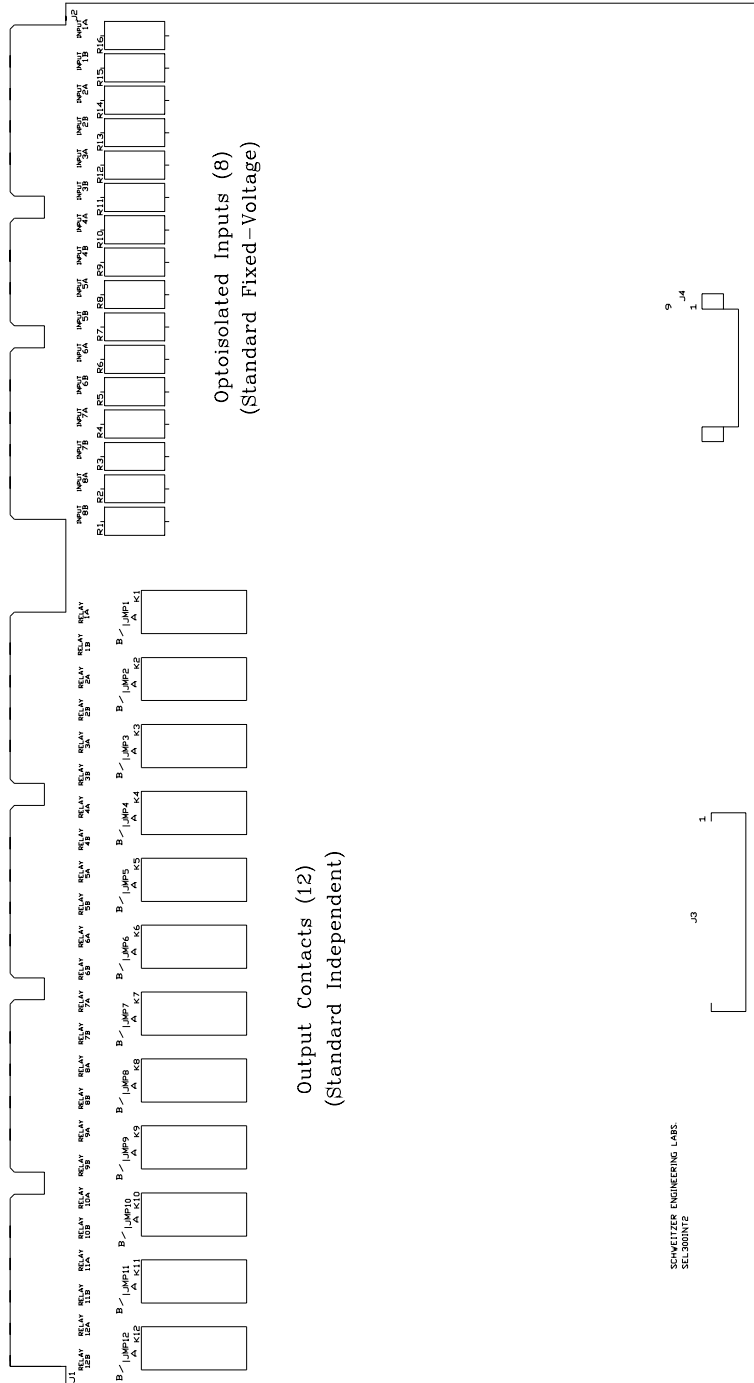 J2
INPUT 1A
INPUT 1B
INPUT 2A
INPUT 2B
INPUT 3A
INPUT 3B
INPUT 4A
INPUT 4B
INPUT 5A
INPUT 5B
INPUT 6A
INPUT 6B
INPUT 7A
INPUT 7B
INPUT 8A
INPUT 8B
R16
R15
R14
R13
R12
R11
R10
R9
R8
R7
R6
R5
R4
R3
R2
R1
Optoisolated Inputs (8)
(Standard Fixed-Voltage)
9
1
J4
RELAY 1A
RELAY 1B
RELAY 2A
RELAY 2B
RELAY 3A
RELAY 3B
RELAY 4A
RELAY 4B
RELAY 5A
RELAY 5B
RELAY 6A
RELAY 6B
RELAY 7A
RELAY 7B
RELAY 8A
RELAY 8B
RELAY 9A
RELAY 9B
RELAY 10A
RELAY 10B
RELAY 11A
RELAY 11B
RELAY 12A
RELAY 12B
J1
B JMP1 A K1
B JMP2 A K2
B JMP3 A K3
B JMP4 A K4
B JMP5 A K5
B JMP6 A K6
B JMP7 A K7
B JMP8 A K8
B JMP9 A K9
B JMP10 A K10
B JMP11 A K11
B JMP12 A K12
Output Contacts (12)
(Standard Independent)
1
J3
SCHWEITZER ENGINEERING LABS.
SEL300INT2